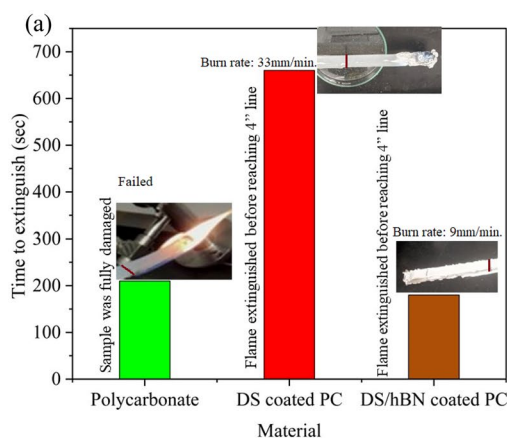 (a)
700
600
500
400
300
200
100
0
Time to extinguish (sec)
Burn rate: 33mm/min.
Failed
Sample was fully damaged
Flame extinguished before reaching 4” line
Flame extinguished before reaching 4” line
Burn rate: 9mm/min.
Polycarbonate
DS coated PC
DS/hBN coated PC
Material